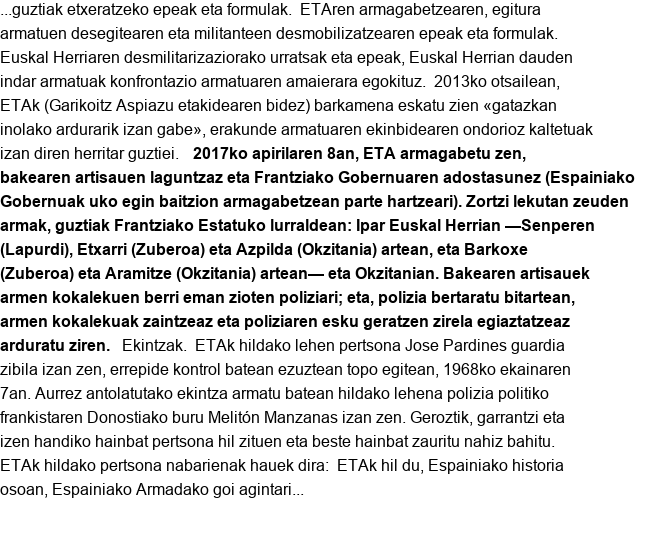 ...guztiak etxeratzeko epeak eta formulak.  ETAren armagabetzearen, egitura
armatuen desegitearen eta militanteen desmobilizatzearen epeak eta formulak.
Euskal Herriaren desmilitarizaziorako urratsak eta epeak, Euskal Herrian dauden
indar armatuak konfrontazio armatuaren amaierara egokituz.  2013ko otsailean,
ETAk (Garikoitz Aspiazu etakidearen bidez) barkamena eskatu zien «gatazkan
inolako ardurarik izan gabe», erakunde armatuaren ekinbidearen ondorioz kaltetuak
izan diren herritar guztiei.   2017ko apirilaren 8an, ETA armagabetu zen,
bakearen artisauen laguntzaz eta Frantziako Gobernuaren adostasunez (Espainiako
Gobernuak uko egin baitzion armagabetzean parte hartzeari). Zortzi lekutan zeuden
armak, guztiak Frantziako Estatuko lurraldean: Ipar Euskal Herrian —Senperen
(Lapurdi), Etxarri (Zuberoa) eta Azpilda (Okzitania) artean, eta Barkoxe
(Zuberoa) eta Aramitze (Okzitania) artean— eta Okzitanian. Bakearen artisauek
armen kokalekuen berri eman zioten poliziari; eta, polizia bertaratu bitartean,
armen kokalekuak zaintzeaz eta poliziaren esku geratzen zirela egiaztatzeaz
arduratu ziren.   Ekintzak.  ETAk hildako lehen pertsona Jose Pardines guardia
zibila izan zen, errepide kontrol batean ezuztean topo egitean, 1968ko ekainaren
7an. Aurrez antolatutako ekintza armatu batean hildako lehena polizia politiko
frankistaren Donostiako buru Melitón Manzanas izan zen. Geroztik, garrantzi eta
izen handiko hainbat pertsona hil zituen eta beste hainbat zauritu nahiz bahitu.
ETAk hildako pertsona nabarienak hauek dira:  ETAk hil du, Espainiako historia
osoan, Espainiako Armadako goi agintari...